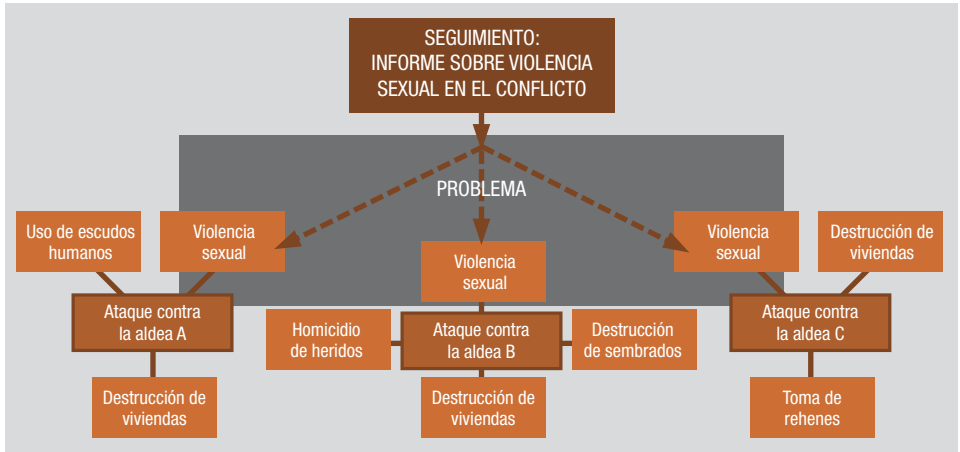 SEGUIMIENTO:
INFORME SOBRE VIOLENCIA
SEXUAL EN EL CONFLICTO
PROBLEMA
Uso de escudos
humanos
Violencia
sexual
Violencia
sexual
Violencia
sexual
Destrucción de
viviendas
Ataque contra
la aldea A
Homicidio
de heridos
Ataque contra
la aldea B
Destrucción
de sembrados
Ataque contra
la aldea C
Destrucción de
viviendas
Destrucción de
viviendas
Toma de
rehenes